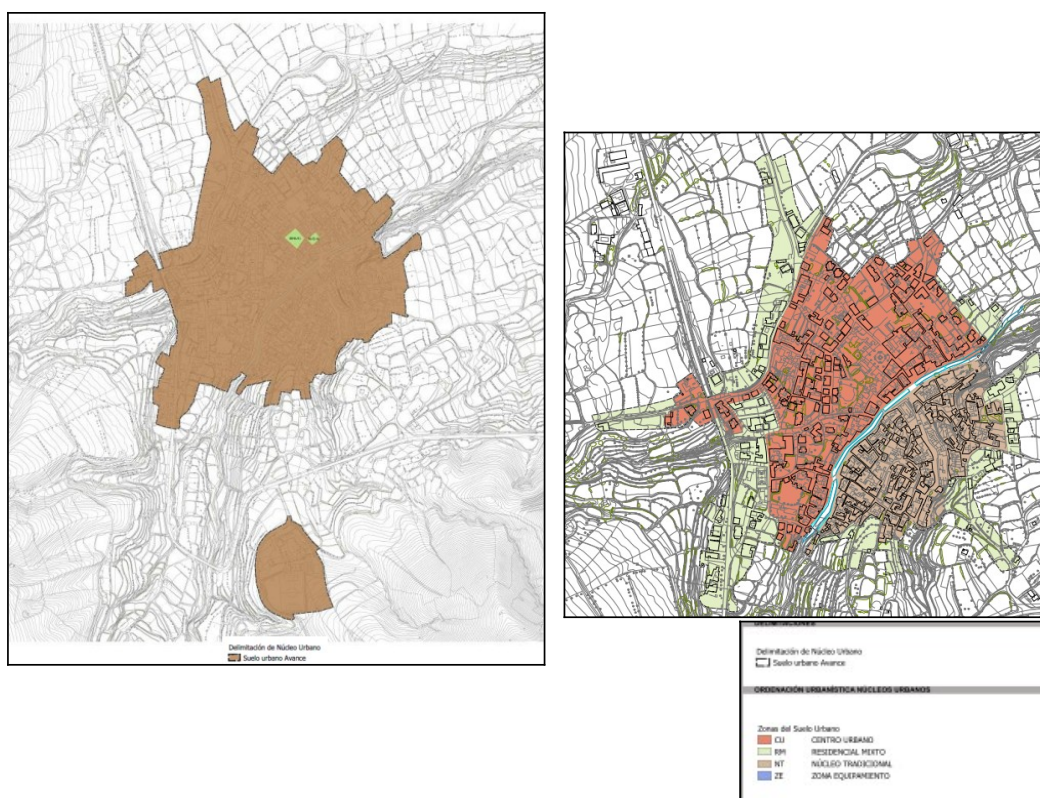 Delimitación de Núcleo Urbano
Suelo urbano Avance
DELIMITACIONES
Delimitación de Núcleo Urbano
Suelo urbano Avance
ORDENACIÓN URBANÍSTICA NÚCLEOS URBANOS
Zonas del Suelo Urbano
CU CENTRO URBANO
RM RESIDENCIAL MIXTO
NT NÚCLEO TRADICIONAL
ZE ZONA EQUIPAMIENTO